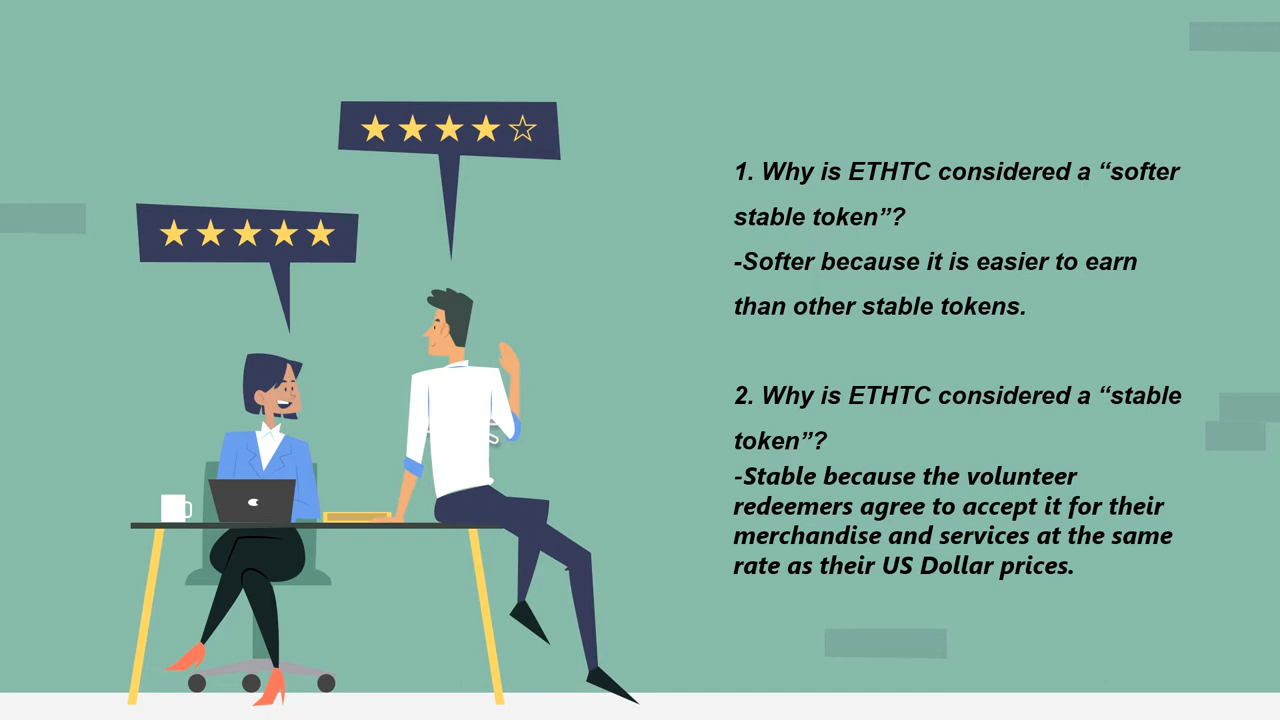 1. Why is ETHTC considered a “softer
stable token”?
-Softer because it is easier to earn
than other stable tokens.
2. Why is ETHTC considered a “stable
token”?
-Stable because the volunteer
redeemers agree to accept it for their
merchandise and services at the same
rate as their US Dollar prices.